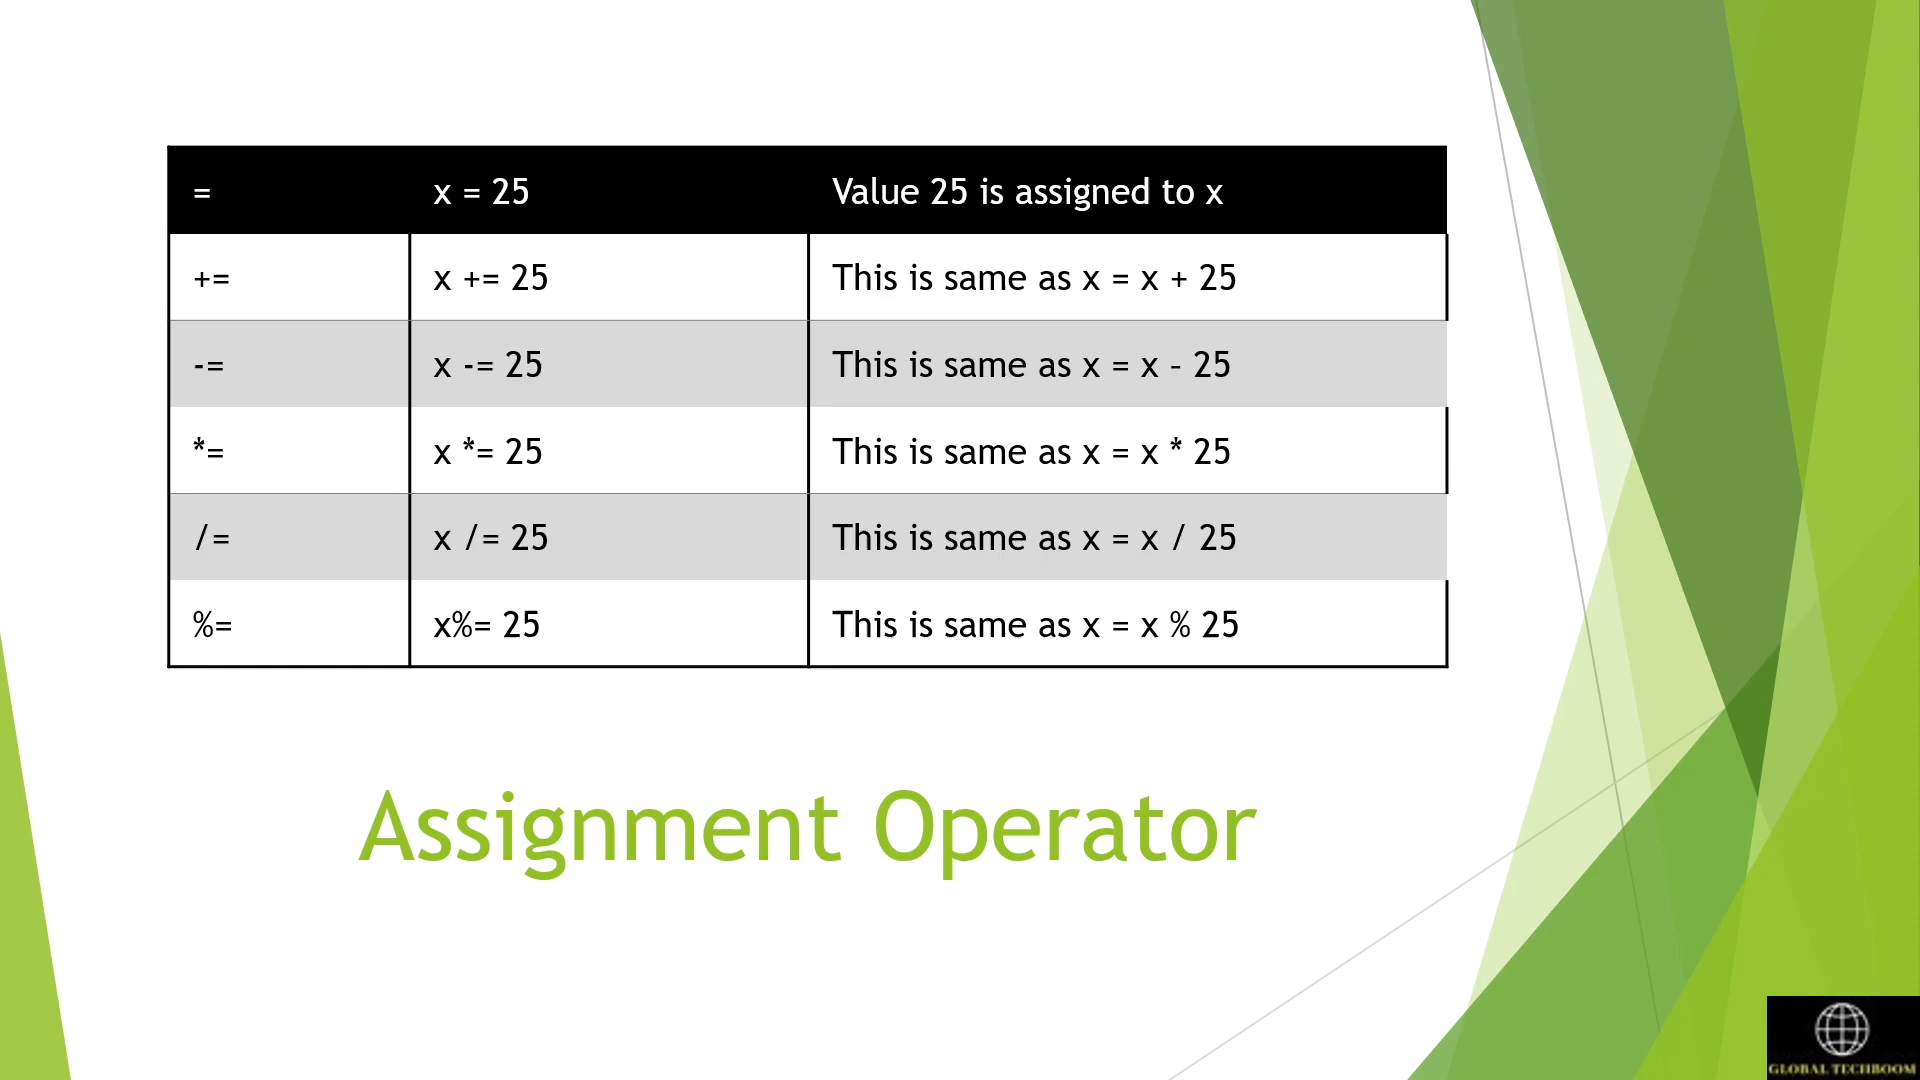 = x = 25 Value 25 is assigned to x
+= x += 25 This is same as x = x + 25
-= x -= 25 This is same as x = x – 25
*= x *= 25 This is same as x = x * 25
/= x /= 25 This is same as x = x / 25
%= x%= 25 This is same as x = x % 25
Assignment Operator
GLOBAL TECHBOOM